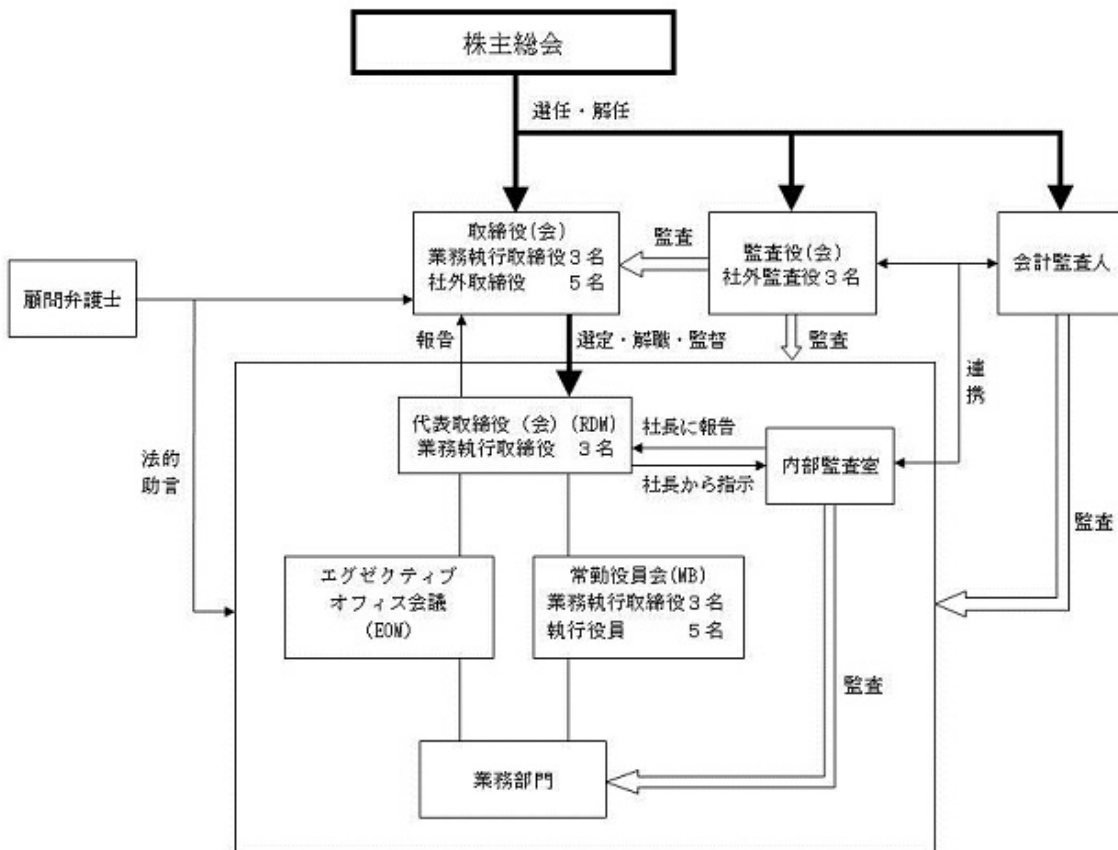 株主総会
選任・解任
取締役(会)
業務執行取締役3名
社外取締役 5名
監査
監査役(会)
社外監査役3名
会計監査人
顧問弁護士
報告
選定・解職・監督
監査
連携
代表取締役（会）(RDM)
業務執行取締役 3名
社長に報告
社長から指示
内部監査室
法的
助言
監査
エグゼクティブ
オフィス会議
(EOM)
常勤役員会(MB)
業務執行取締役3名
執行役員 5名
監査
業務部門